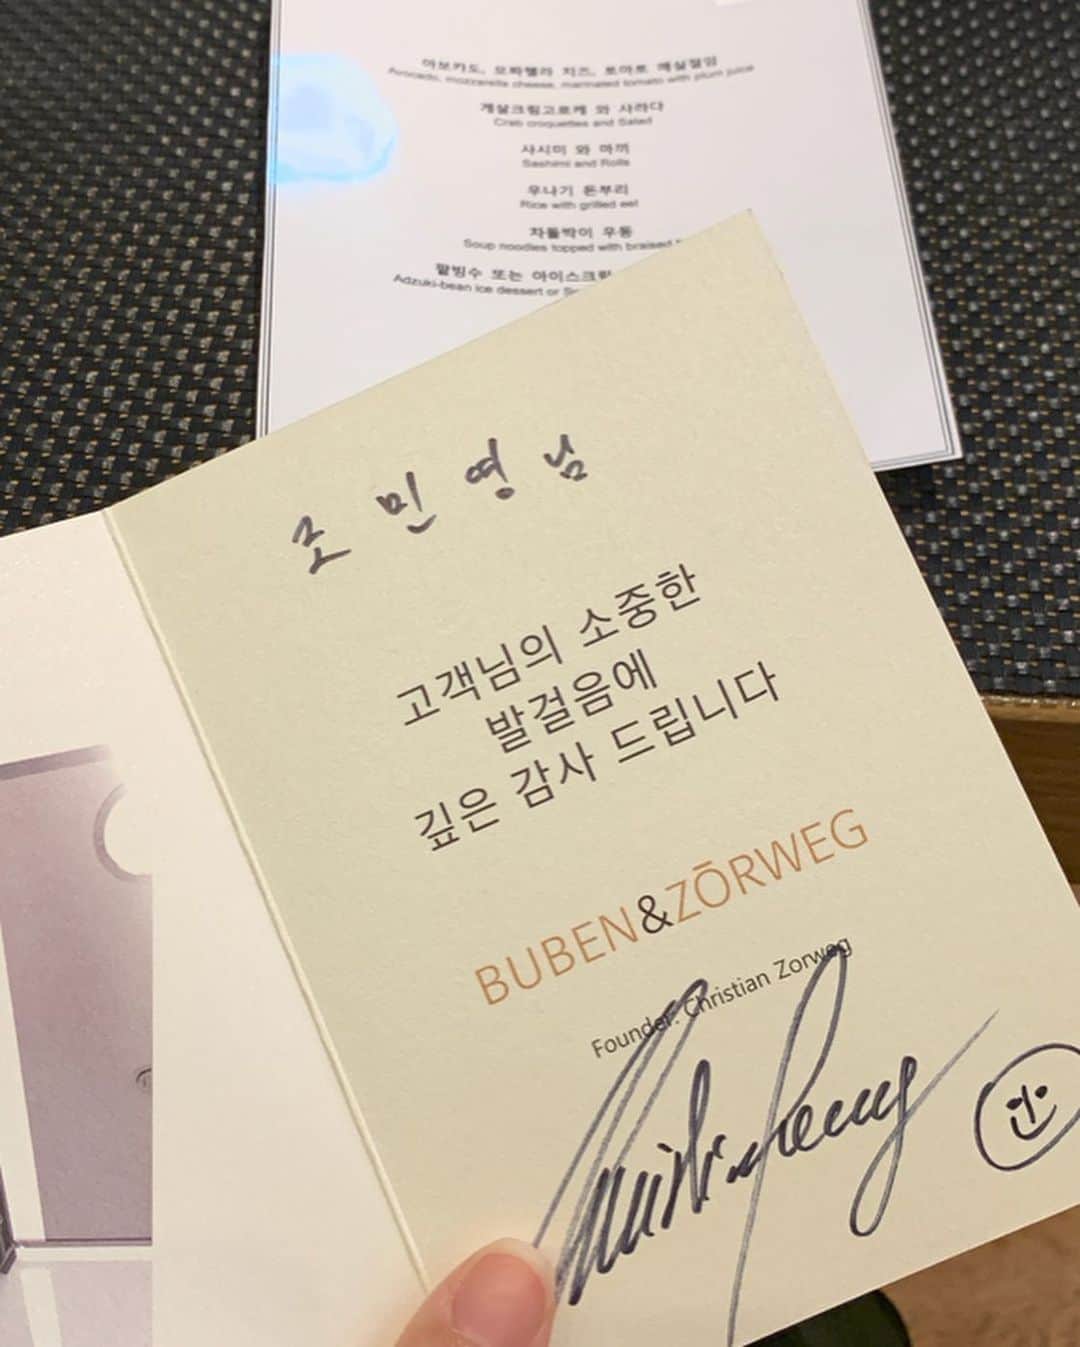 아보카도, 모짜렐라 치즈, 토마토 매실절임
Avocado, mozzarella cheese, marinated tomato with plum juice
게살크림고로케 와 사라다
Crab croquettes and Salad
사시미 와 마끼
Sashimi and Rolls
우나기 돈부리
Rice with grilled eel
차돌박이 우동
Soup noodles topped with braised
팥빙수 또는 아이스크림
Adzuki-bean ice dessert or
조민영님
고객님의 소중한
발걸음에
깊은 감사 드립니다
BUBEN&ZŌRWEG
Founder. Christian Zorweg